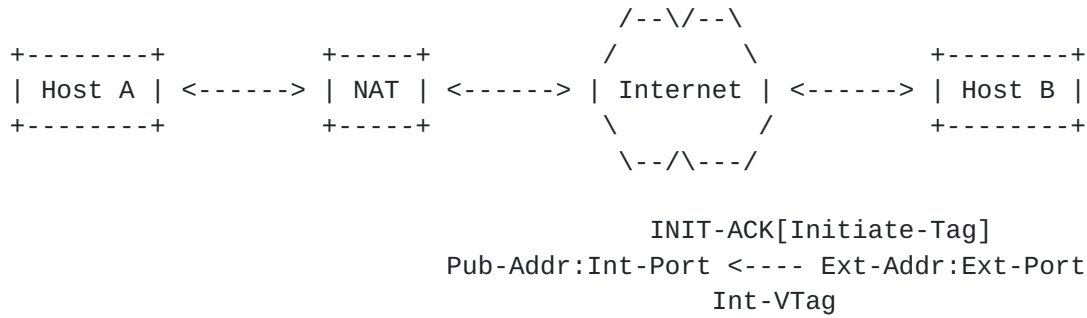 /--\/--\
+--------+          +-----+          /        \          +--------+
| Host A | <------> | NAT | <------> | Internet | <------> | Host B |
+--------+          +-----+          \        /          +--------+
\--/\---/
INIT-ACK[Initiate-Tag]
Pub-Addr:Int-Port <---- Ext-Addr:Ext-Port
Int-VTag